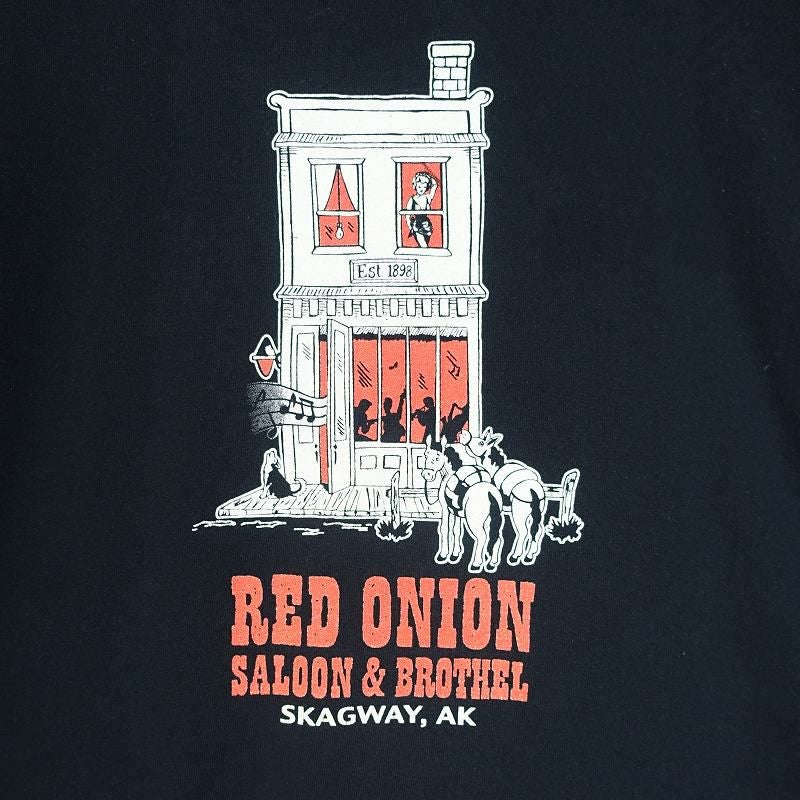 Est 1898
RED ONION
SALOON & BROTHEL
SKAGWAY, AK